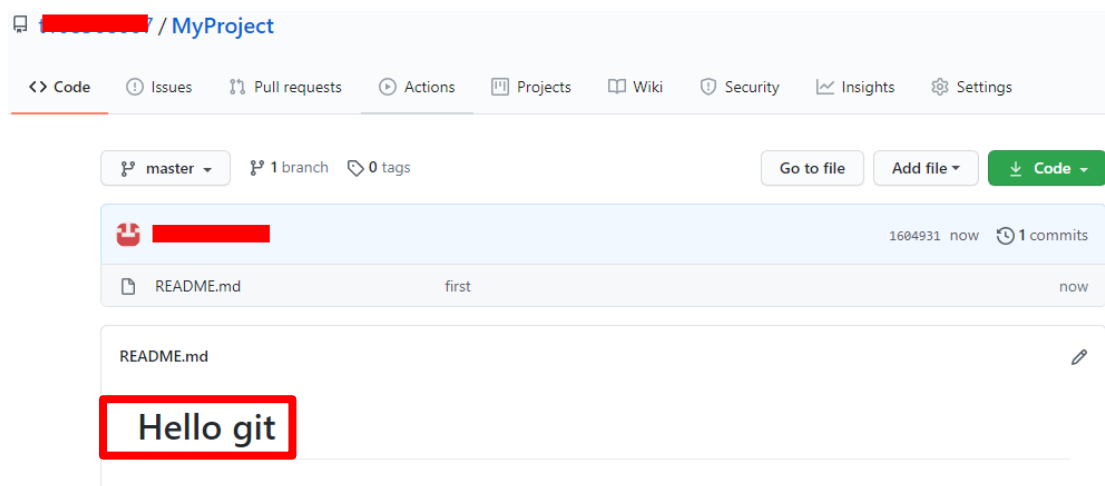 / MyProject
Code Issues Pull requests Actions Projects Wiki Security Insights Settings
master 1 branch 0 tags Go to file Add file Code
1604931 now 1 commits
README.md first now
README.md
Hello git